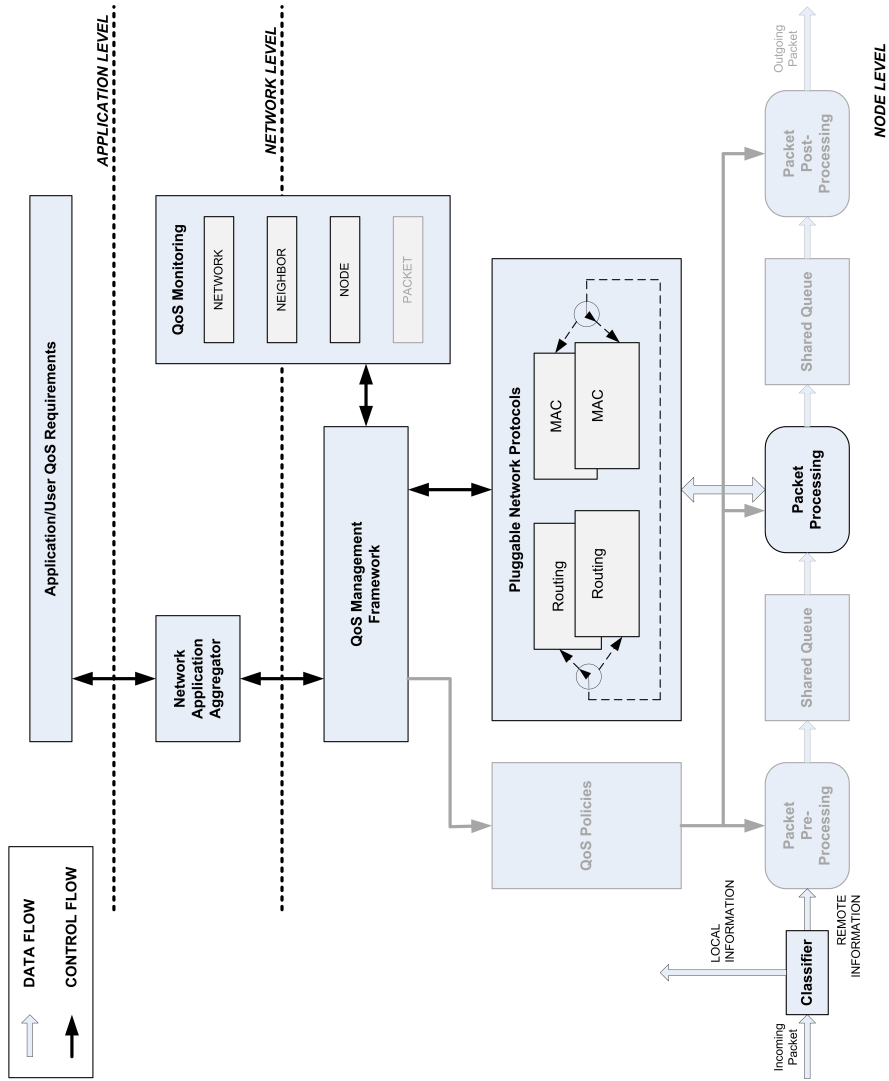 DATA FLOW
CONTROL FLOW
APPLICATION LEVEL
NETWORK LEVEL
NODE LEVEL
Application/User QoS Requirements
Network
Application
Aggregator
QoS Monitoring
NETWORK
NEIGHBOR
NODE
PACKET
QoS Management
Framework
QoS Policies
Pluggable Network Protocols
Routing
Routing
MAC
MAC
Incoming
Packet
Classifier
LOCAL
INFORMATION
REMOTE
INFORMATION
Packet
Pre-
Processing
Shared Queue
Packet
Processing
Shared Queue
Packet
Post-
Processing
Outgoing
Packet